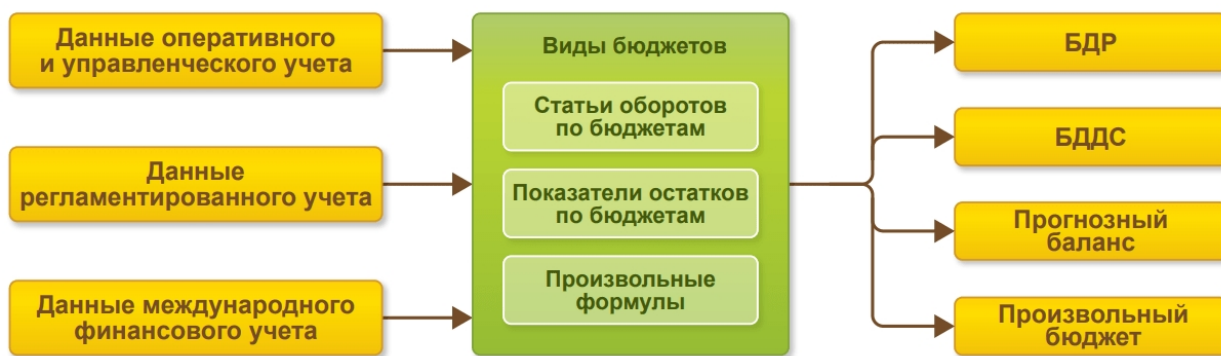 Данные оперативного
и управленческого учета
Данные
регламентированного учета
Данные международного
финансового учета
Виды бюджетов
Статьи оборотов
по бюджетам
Показатели остатков
по бюджетам
Произвольные
формулы
БДР
БДДС
Прогнозный
баланс
Произвольный
бюджет